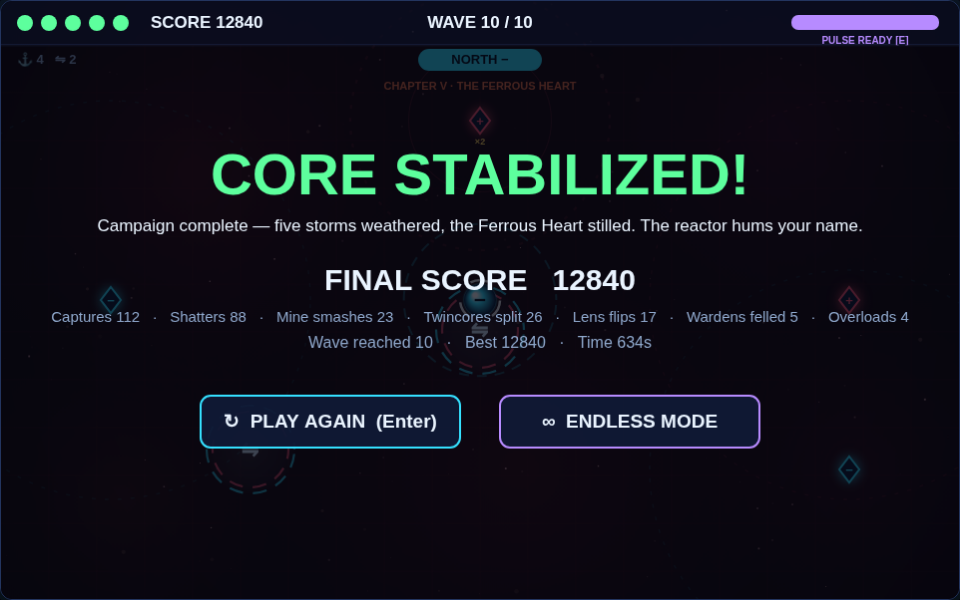 SCORE 12840
WAVE 10 / 10
PULSE READY [E]
⚓ 4 ⇋ 2
NORTH −
CHAPTER V · THE FERROUS HEART
+
×2
CORE STABILIZED!
Campaign complete — five storms weathered, the Ferrous Heart stilled. The reactor hums your name.
FINAL SCORE 12840
−
−
+
Captures 112 · Shatters 88 · Mine smashes 23 · Twincores split 26 · Lens flips 17 · Wardens felled 5 · Overloads 4
⇋
Wave reached 10 · Best 12840 · Time 634s
↻ PLAY AGAIN (Enter)
∞ ENDLESS MODE
−